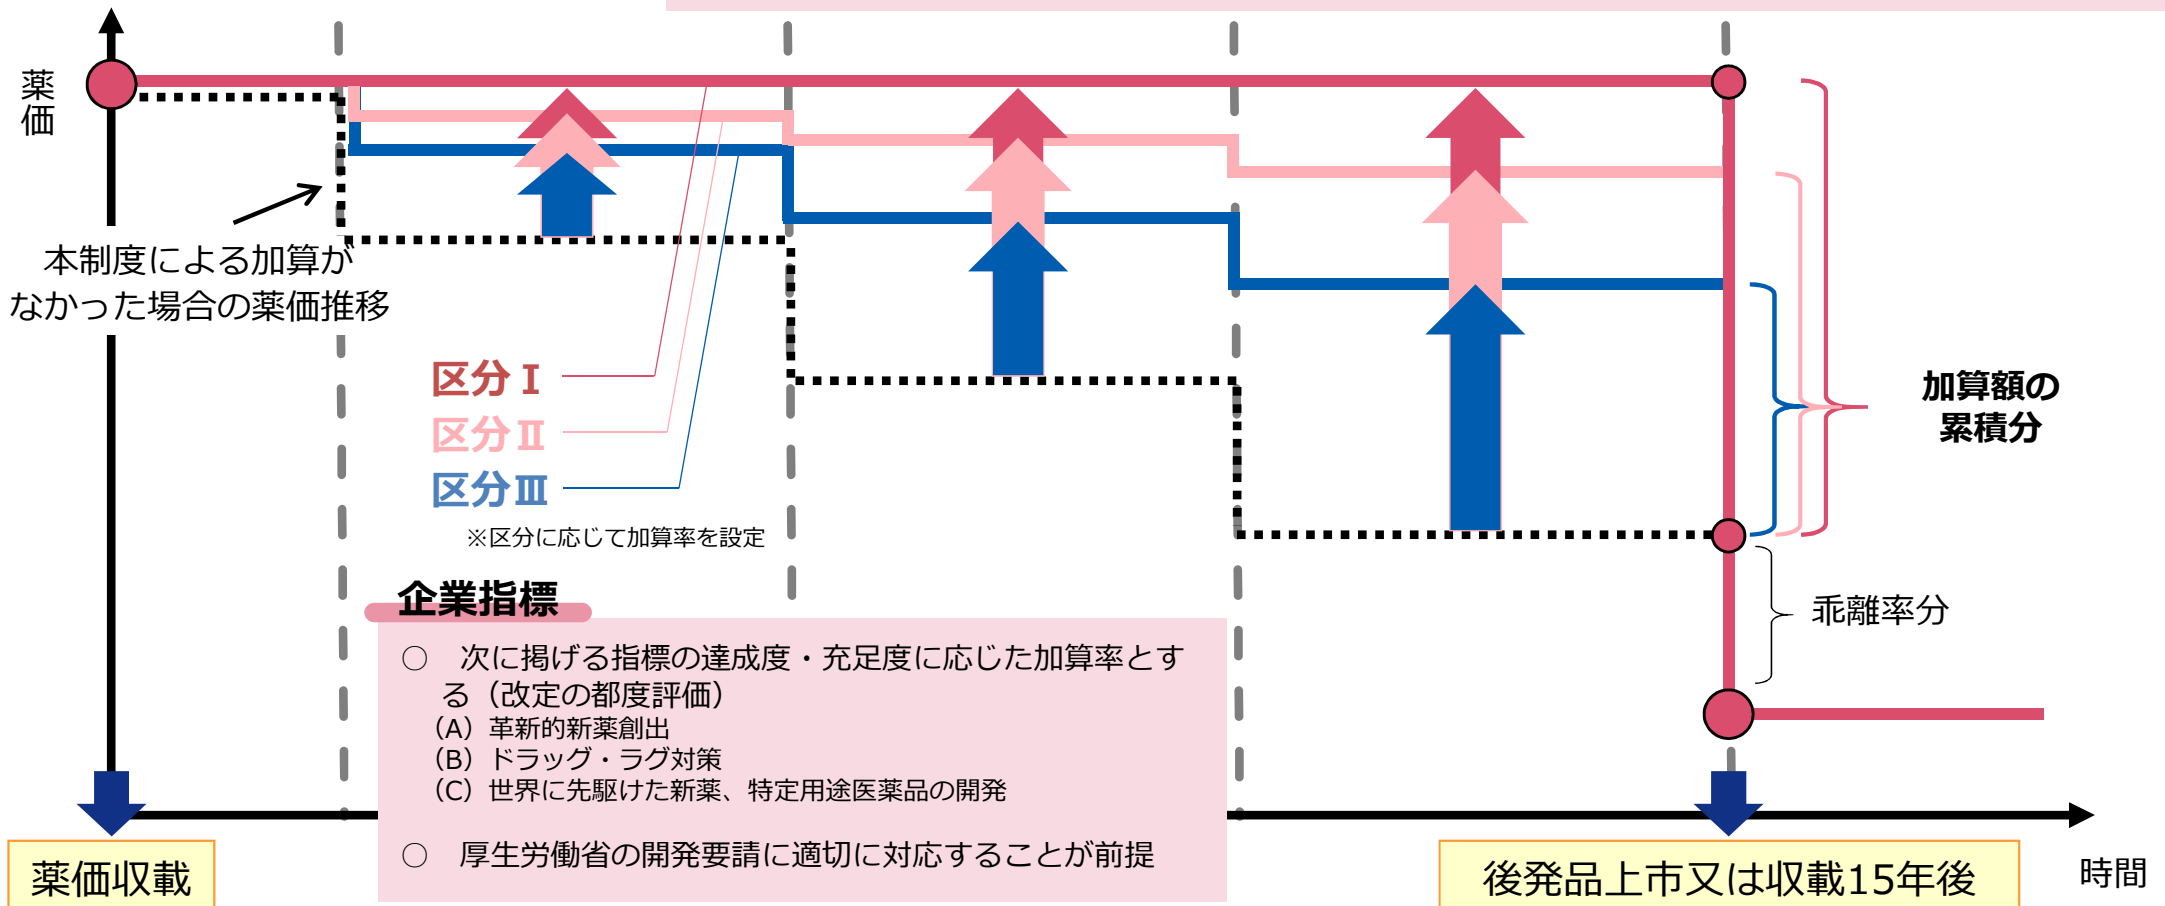 薬価
本制度による加算が
なかった場合の薬価推移
区分Ⅰ
区分Ⅱ
区分Ⅲ
※区分に応じて加算率を設定
加算額の
累積分
乖離率分
企業指標
○　次に掲げる指標の達成度・充足度に応じた加算率とす
る（改定の都度評価）
（A）革新的新薬創出
（B）ドラッグ・ラグ対策
（C）世界に先駆けた新薬、特定用途医薬品の開発
○　厚生労働省の開発要請に適切に対応することが前提
薬価収載
後発品上市又は収載15年後
時間